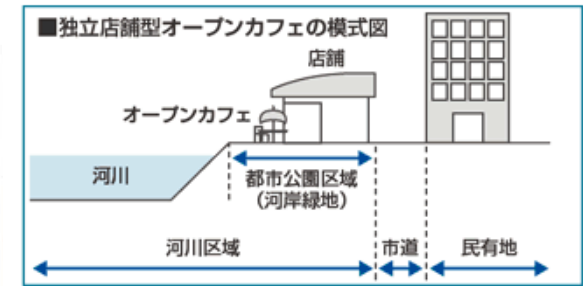 ■独立店舗型オープンカフェの模式図
店舗
オープンカフェ
河川
都市公園区域
(河岸緑地)
河川区域
市道
民有地